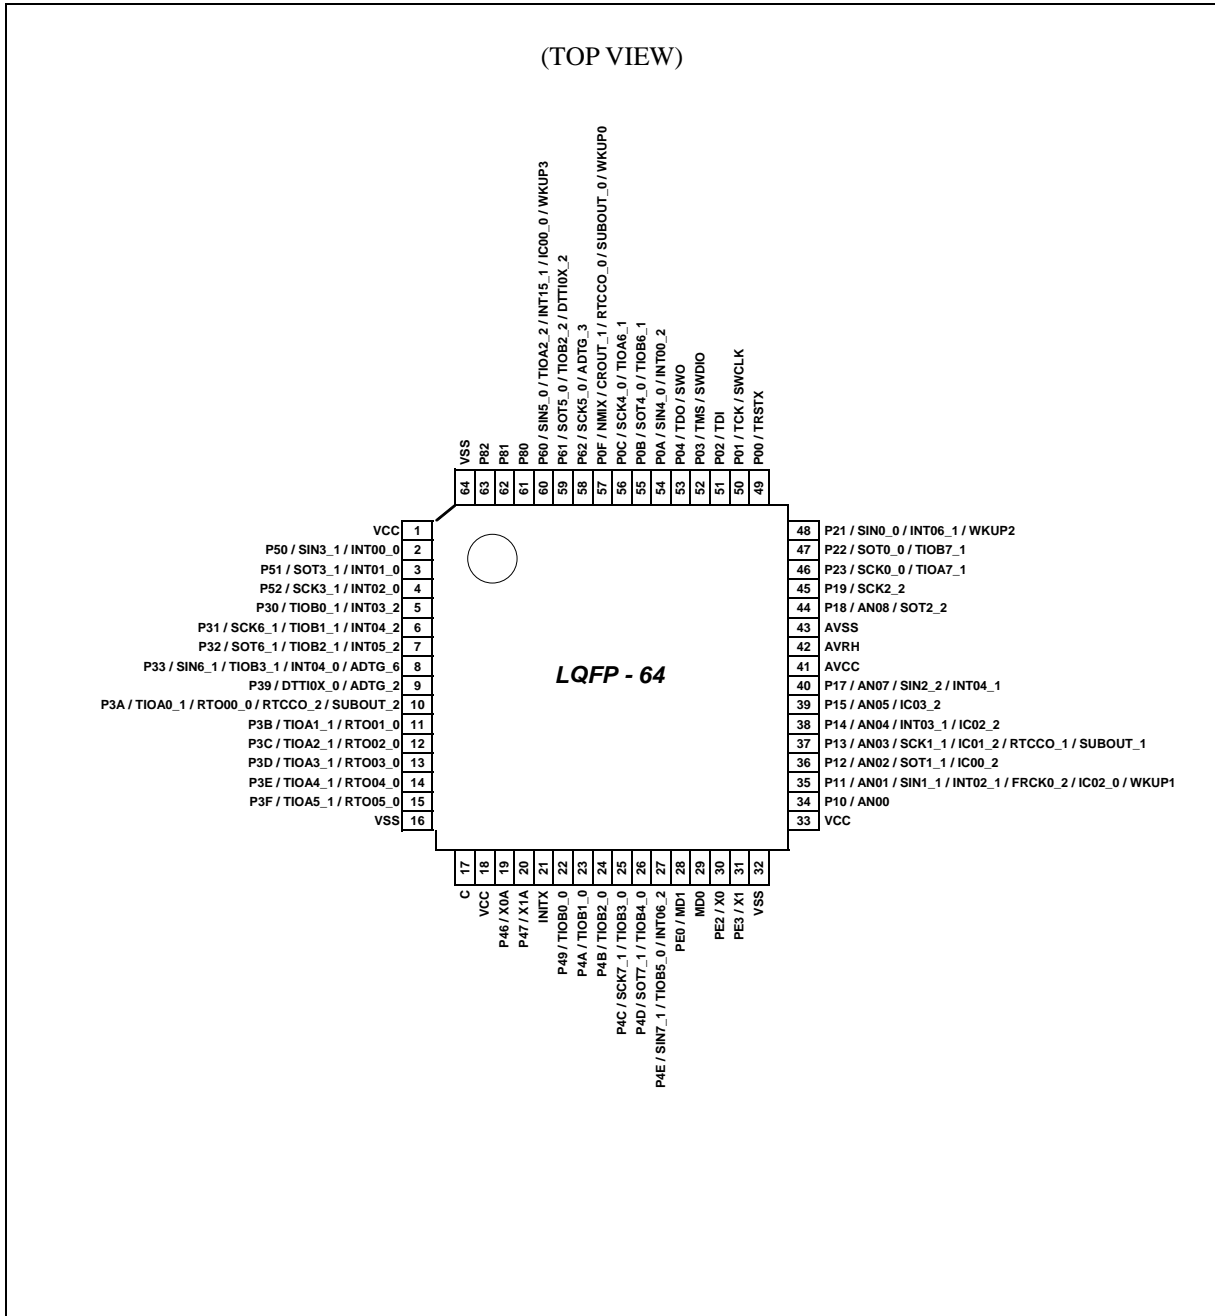 (TOP VIEW)
VSS
P82
P81
P80
P60 / SIN5_0 / TIOA2_2 / INT15_1 / IC00_0 / WKUP3
P61 / SOT5_0 / TIOB2_2 / DTTI0X_2
P62 / SCK5_0 / ADTG_3
P0F / NMIX / CROUT_1 / RTCCO_0 / SUBOUT_0 / WKUP0
P0C / SCK4_0 / TIOA6_1
P0B / SOT4_0 / TIOB6_1
P0A / SIN4_0 / INT00_2
P04 / TDO / SWO
P03 / TMS / SWDIO
P02 / TDI
P01 / TCK / SWCLK
P00 / TRSTX
64 63 62 61 60 59 58 57 56 55 54 53 52 51 50 49
VCC 1
P50 / SIN3_1 / INT00_0 2
P51 / SOT3_1 / INT01_0 3
P52 / SCK3_1 / INT02_0 4
P30 / TIOB0_1 / INT03_2 5
P31 / SCK6_1 / TIOB1_1 / INT04_2 6
P32 / SOT6_1 / TIOB2_1 / INT05_2 7
P33 / SIN6_1 / TIOB3_1 / INT04_0 / ADTG_6 8
P39 / DTTI0X_0 / ADTG_2 9
P3A / TIOA0_1 / RTO00_0 / RTCCO_2 / SUBOUT_2 10
P3B / TIOA1_1 / RTO01_0 11
P3C / TIOA2_1 / RTO02_0 12
P3D / TIOA3_1 / RTO03_0 13
P3E / TIOA4_1 / RTO04_0 14
P3F / TIOA5_1 / RTO05_0 15
VSS 16
LQFP - 64
48 P21 / SIN0_0 / INT06_1 / WKUP2
47 P22 / SOT0_0 / TIOB7_1
46 P23 / SCK0_0 / TIOA7_1
45 P19 / SCK2_2
44 P18 / AN08 / SOT2_2
43 AVSS
42 AVRH
41 AVCC
40 P17 / AN07 / SIN2_2 / INT04_1
39 P15 / AN05 / IC03_2
38 P14 / AN04 / INT03_1 / IC02_2
37 P13 / AN03 / SCK1_1 / IC01_2 / RTCCO_1 / SUBOUT_1
36 P12 / AN02 / SOT1_1 / IC00_2
35 P11 / AN01 / SIN1_1 / INT02_1 / FRCK0_2 / IC02_0 / WKUP1
34 P10 / AN00
33 VCC
17 18 19 20 21 22 23 24 25 26 27 28 29 30 31 32
C
VCC
P46 / X0A
P47 / X1A
INITX
P49 / TIOB0_0
P4A / TIOB1_0
P4B / TIOB2_0
P4C / SCK7_1 / TIOB3_0
P4D / SOT7_1 / TIOB4_0
P4E / SIN7_1 / TIOB5_0 / INT06_2
PE0 / MD1
MD0
PE2 / X0
PE3 / X1
VSS